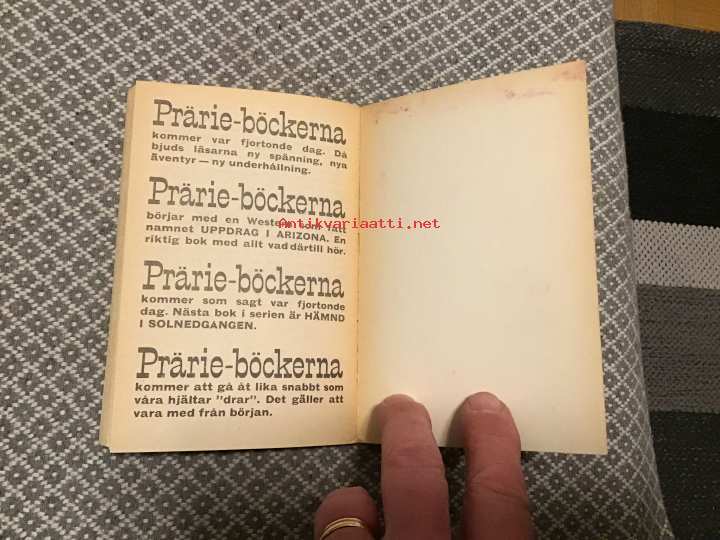 Prärie-böckerna
kommer var fjortonde dag. Då
bjuds läsarna ny spänning, nya
äventyr — ny underhållning.
Prärie-böckerna
börjar med en Western som fått
namnet UPPDRAG I ARIZONA. En
riktig bok med allt vad därtill hör.
Prärie-böckerna
kommer som sagt var fjortonde
dag. Nästa bok i serien är HÄMND
I SOLNEDGÅNGEN.
Prärie-böckerna
kommer att gå åt lika snabbt som
våra hjältar ”drar”. Det gäller att
vara med från början.
Antikvariaatti.net